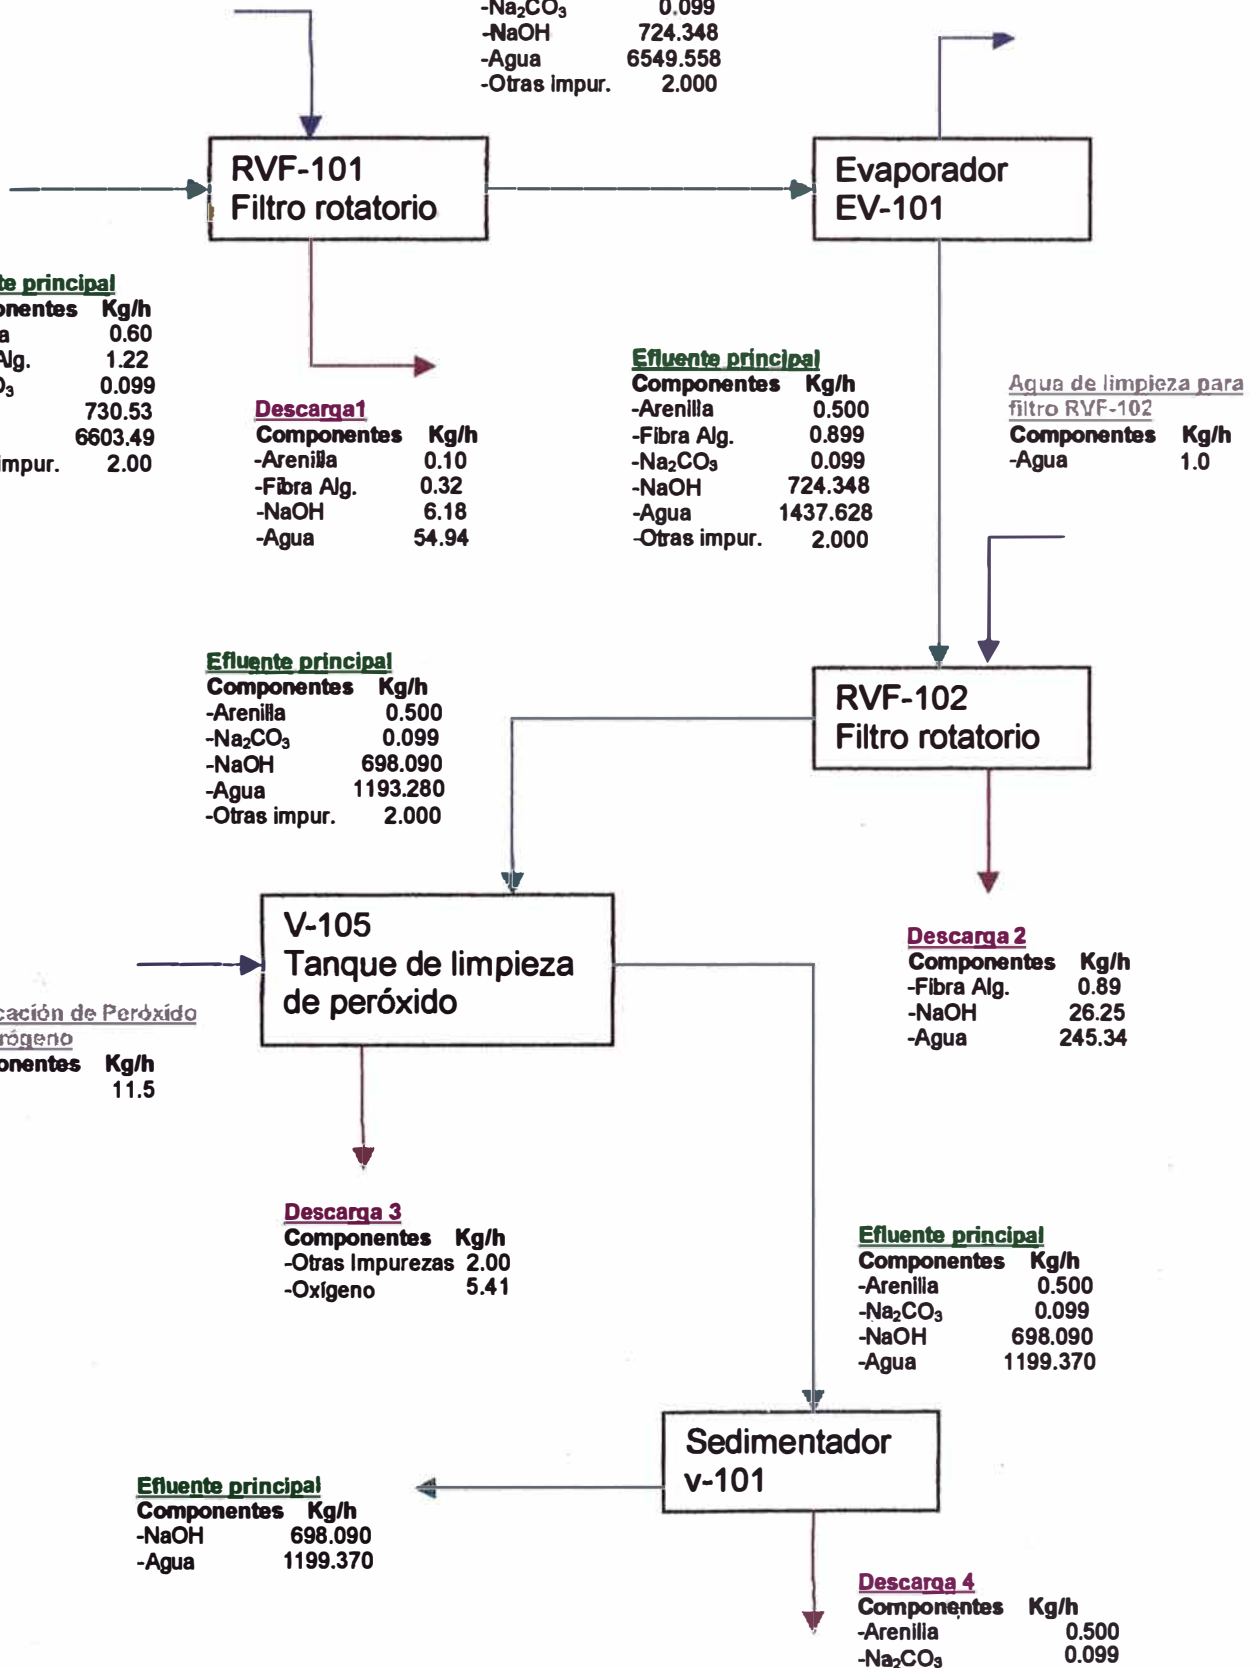 -Na₂CO₃ 0.099
-NaOH 724.348
-Agua 6549.558
-Otras impur. 2.000
RVF-101
Filtro rotatorio
Evaporador
EV-101
te principal
onentes Kg/h
a 0.60
Alg. 1.22
O₃ 0.099
730.53
6603.49
impur. 2.00
Descarga1
Componentes Kg/h
-Arenilla 0.10
-Fibra Alg. 0.32
-NaOH 6.18
-Agua 54.94
Efluente principal
Componentes Kg/h
-Arenilla 0.500
-Fibra Alg. 0.899
-Na₂CO₃ 0.099
-NaOH 724.348
-Agua 1437.628
-Otras impur. 2.000
Agua de limpieza para
filtro RVF-102
Componentes Kg/h
-Agua 1.0
Efluente principal
Componentes Kg/h
-Arenilla 0.500
-Na₂CO₃ 0.099
-NaOH 698.090
-Agua 1193.280
-Otras impur. 2.000
RVF-102
Filtro rotatorio
V-105
Tanque de limpieza
de peróxido
Descarga 2
Componentes Kg/h
-Fibra Alg. 0.89
-NaOH 26.25
-Agua 245.34
cación de Peróxido
rógeno
onentes Kg/h
11.5
Descarga 3
Componentes Kg/h
-Otras Impurezas 2.00
-Oxígeno 5.41
Efluente principal
Componentes Kg/h
-Arenilla 0.500
-Na₂CO₃ 0.099
-NaOH 698.090
-Agua 1199.370
Sedimentador
v-101
Efluente principal
Componentes Kg/h
-NaOH 698.090
-Agua 1199.370
Descarga 4
Componentes Kg/h
-Arenilla 0.500
-Na₂CO₃ 0.099